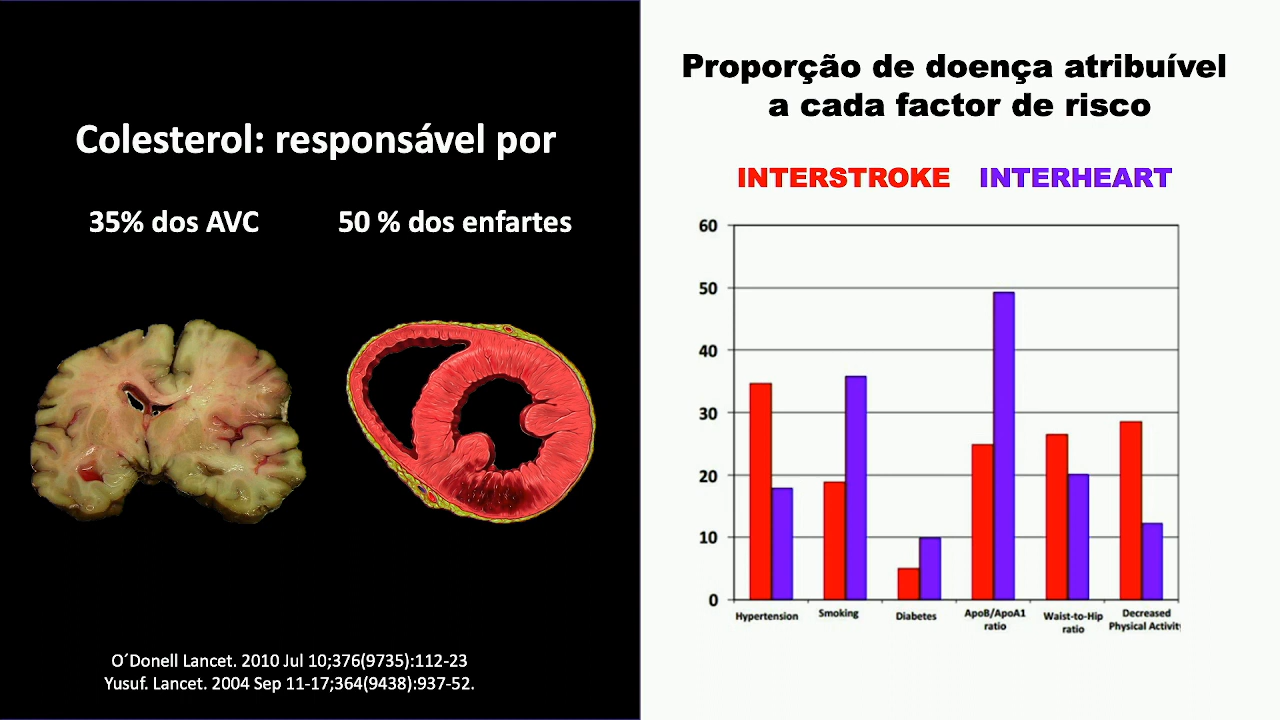 Colesterol: responsável por
35% dos AVC
50 % dos enfartes
O´Donell Lancet. 2010 Jul 10;376(9735):112-23
Yusuf. Lancet. 2004 Sep 11-17;364(9438):937-52.
Proporção de doença atribuível
a cada factor de risco
INTERSTROKE INTERHEART
60
50
40
30
20
10
0
Hypertension
Smoking
Diabetes
ApoB/ApoA1
ratio
Waist-to-Hip
ratio
Decreased
Physical Activit